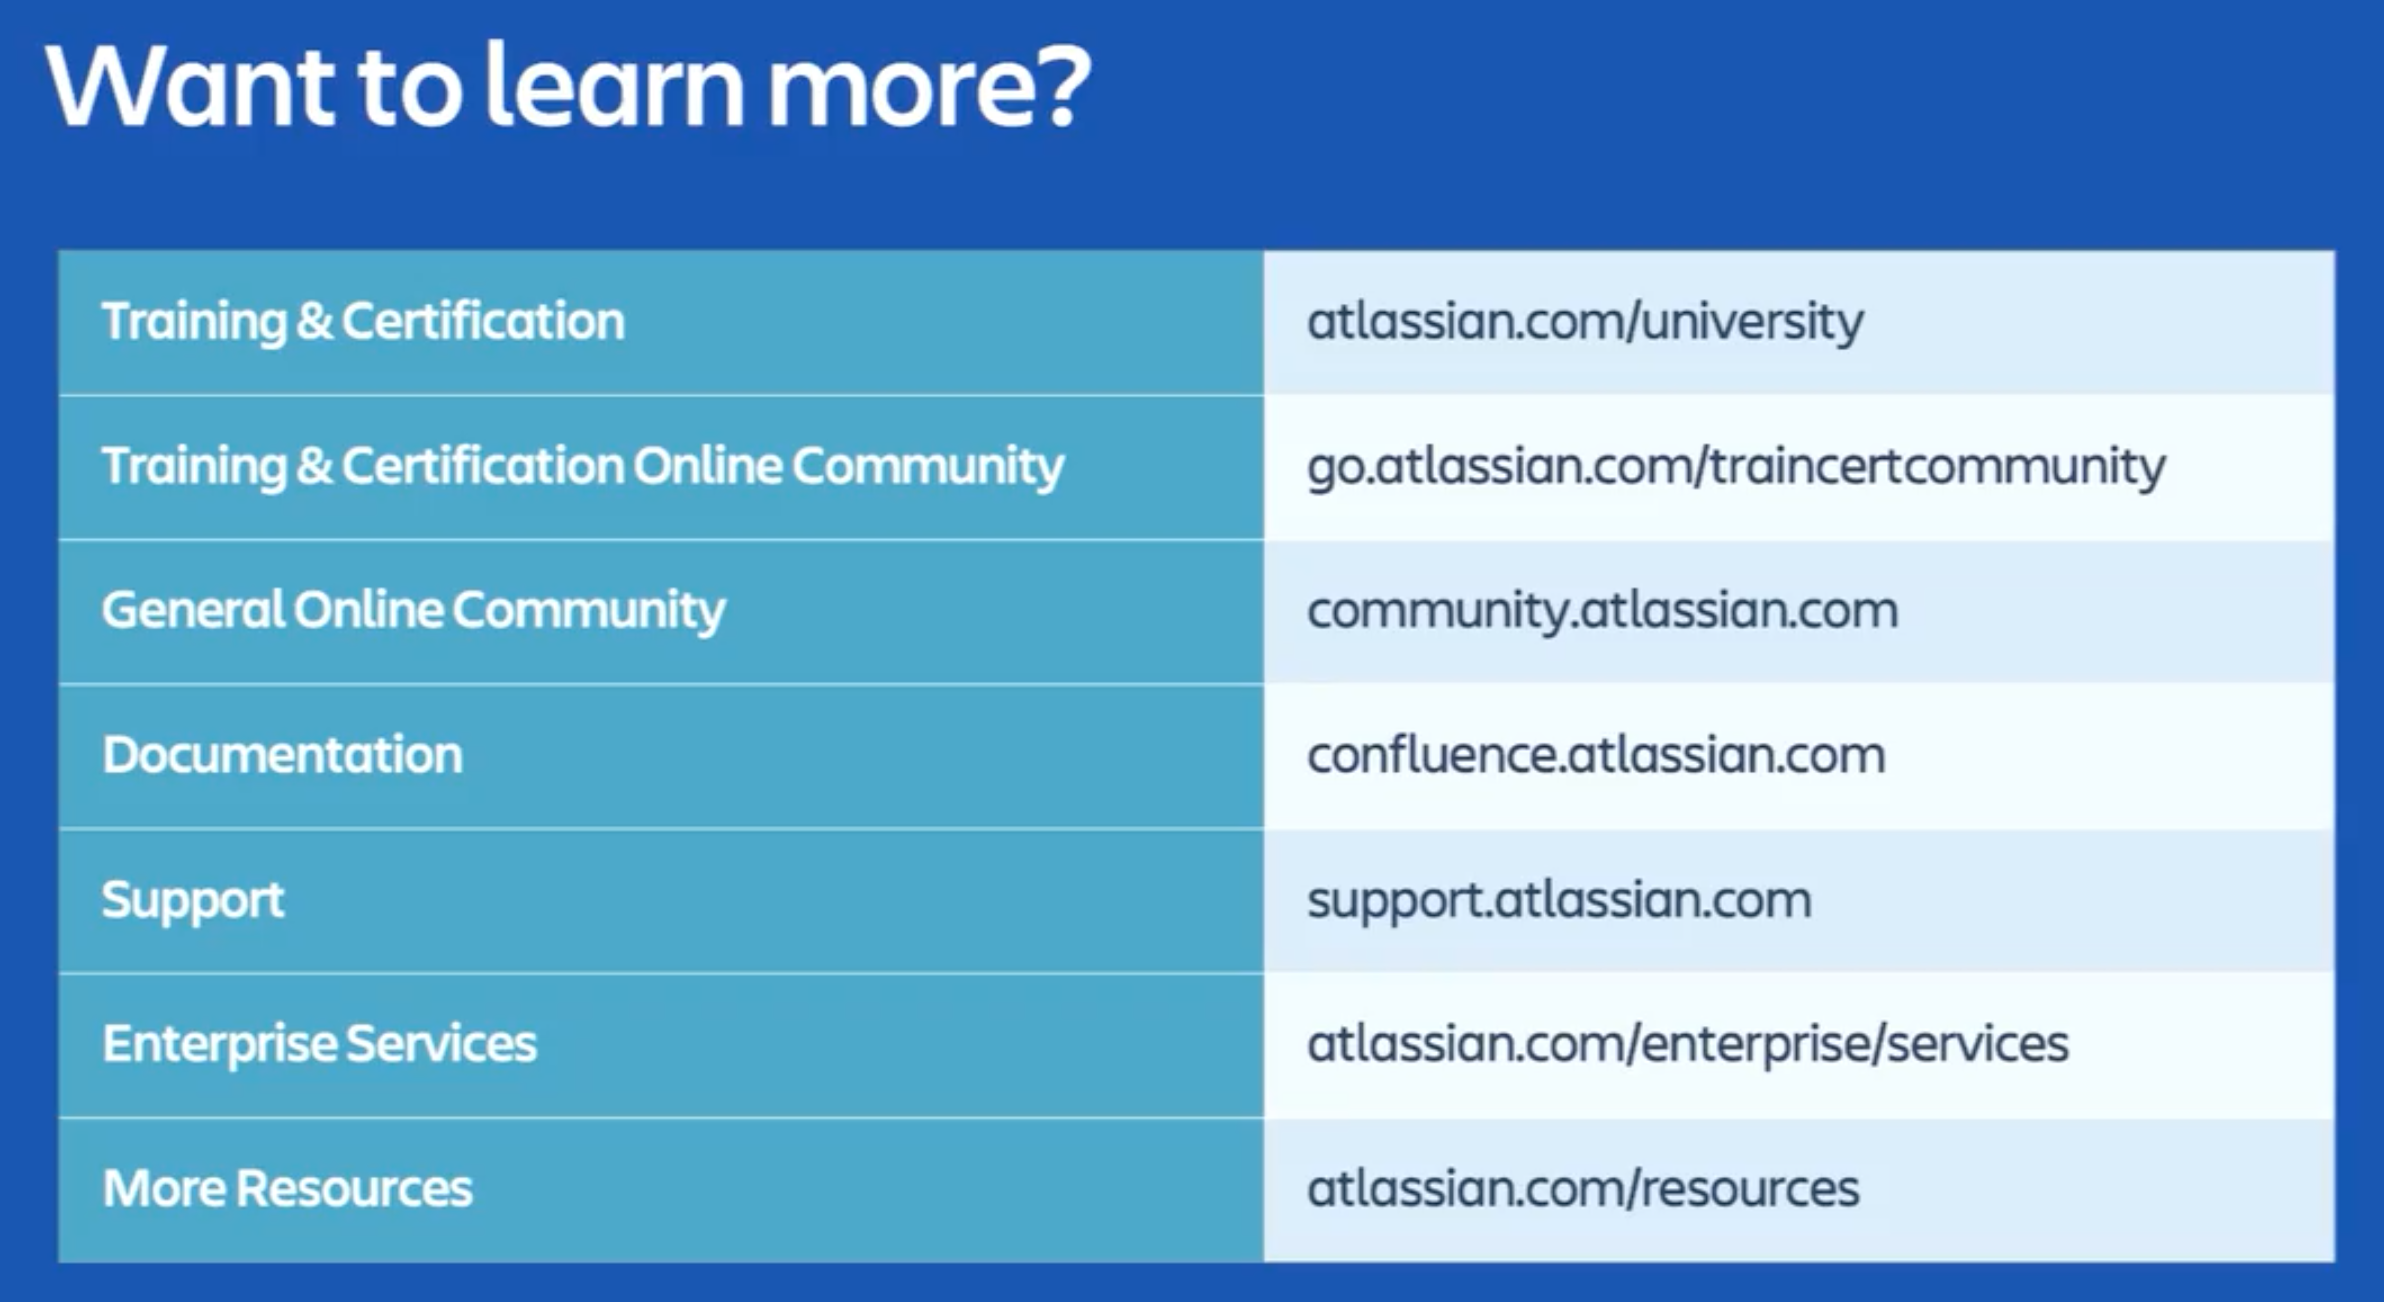 Want to learn more?
Training & Certification
atlassian.com/university
Training & Certification Online Community
go.atlassian.com/traincertcommunity
General Online Community
community.atlassian.com
Documentation
confluence.atlassian.com
Support
support.atlassian.com
Enterprise Services
atlassian.com/enterprise/services
More Resources
atlassian.com/resources